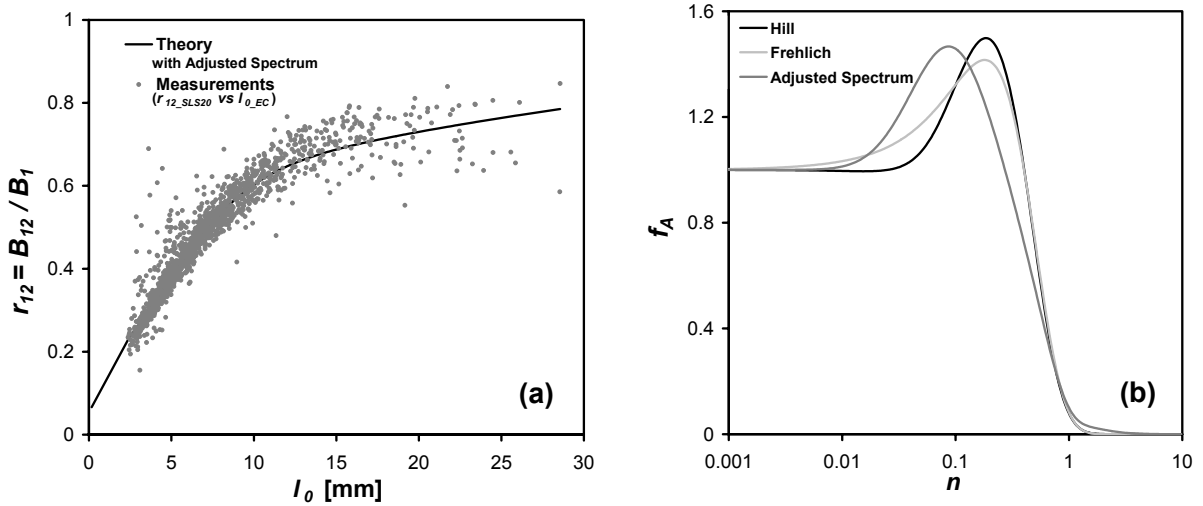 1
0.8
0.6
0.4
0.2
0
r12 = B12 / B1
Theory
with Adjusted Spectrum
Measurements
(r12_SLS20 vs l0_EC)
(a)
0 5 10 15 20 25 30
l0 [mm]
1.6
1.2
0.8
0.4
0.0
fA
Hill
Frehlich
Adjusted Spectrum
(b)
0.001 0.01 0.1 1 10
n